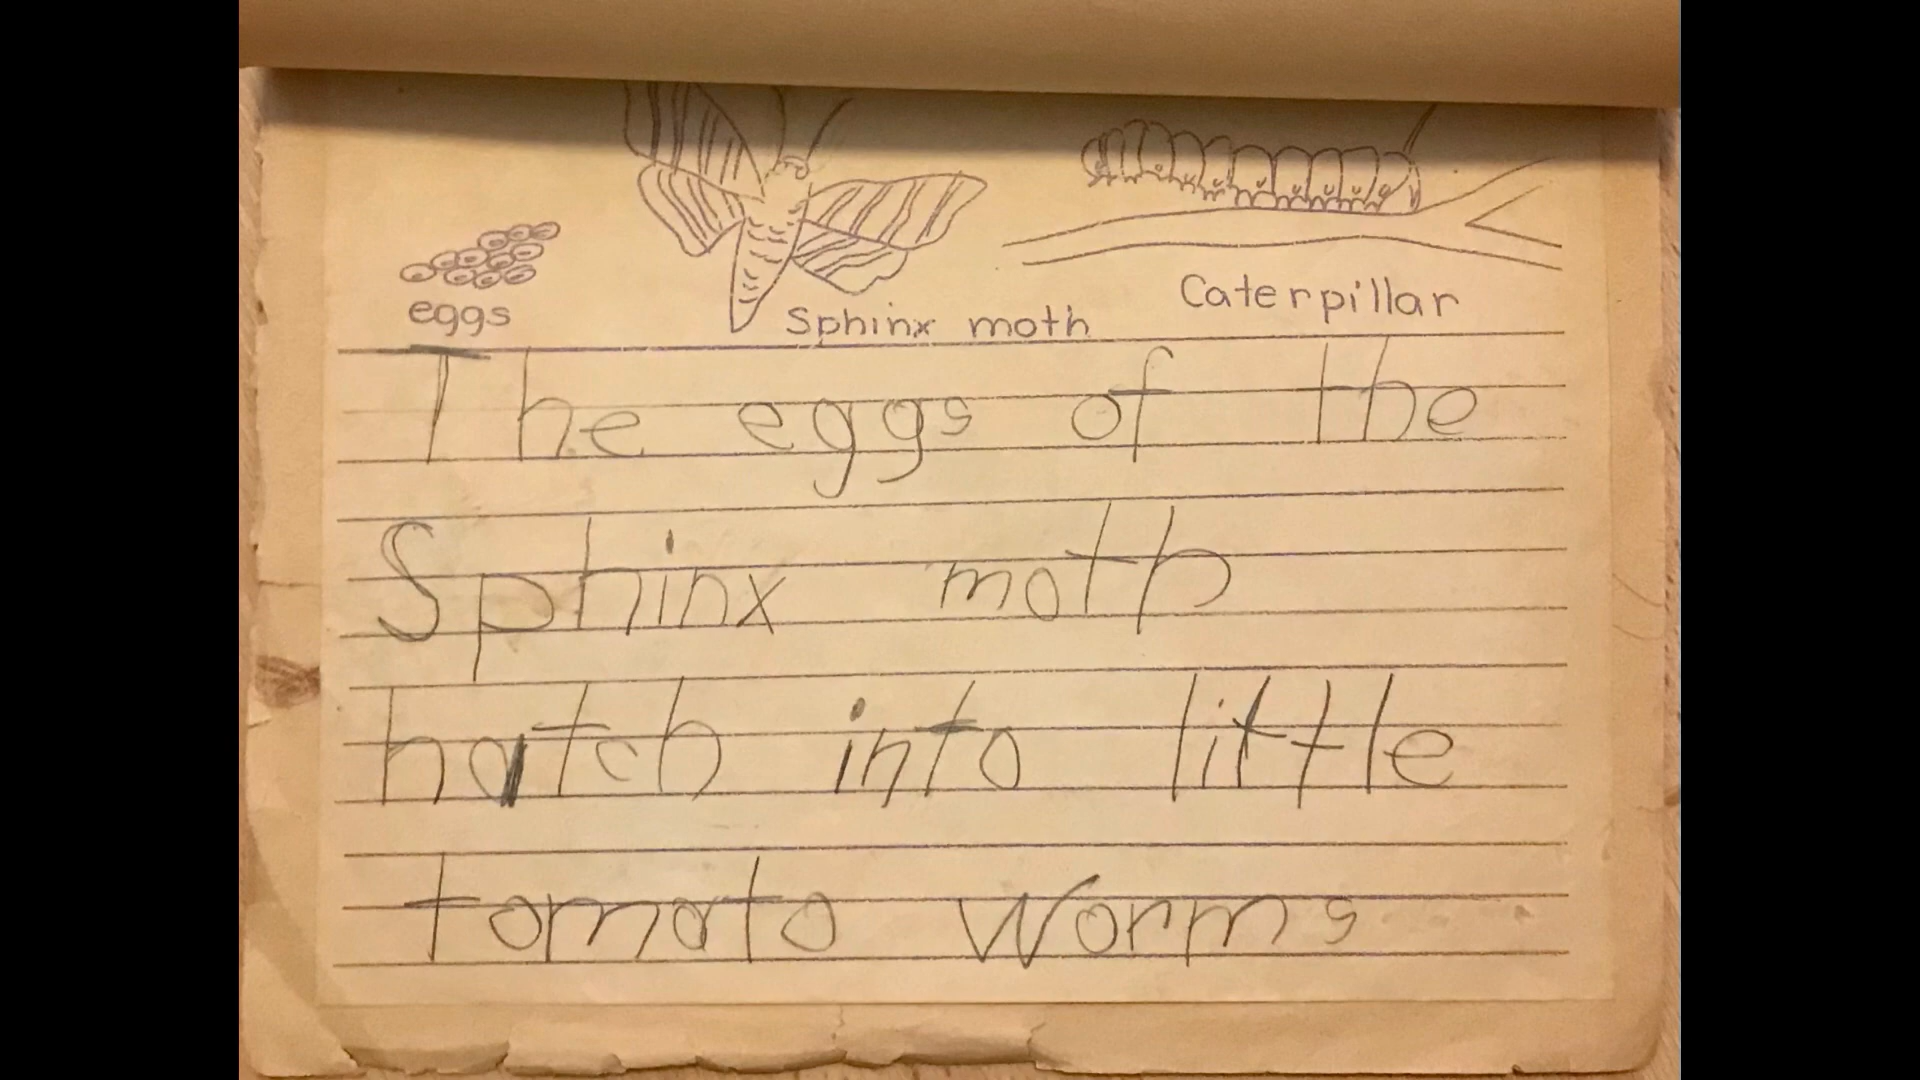 eggs
Sphinx moth
Caterpillar
The eggs of the
Sphinx moth
hatch into little
tomato worms